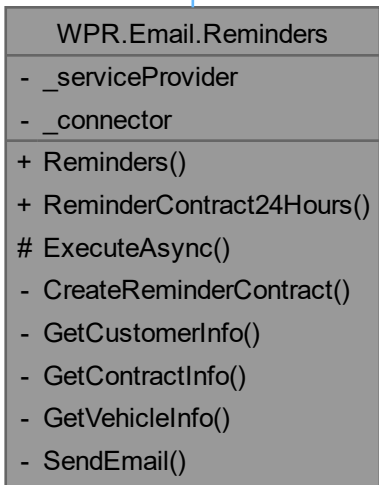 WPR.Email.Reminders
- _serviceProvider
- _connector
+ Reminders()
+ ReminderContract24Hours()
# ExecuteAsync()
- CreateReminderContract()
- GetCustomerInfo()
- GetContractInfo()
- GetVehicleInfo()
- SendEmail()